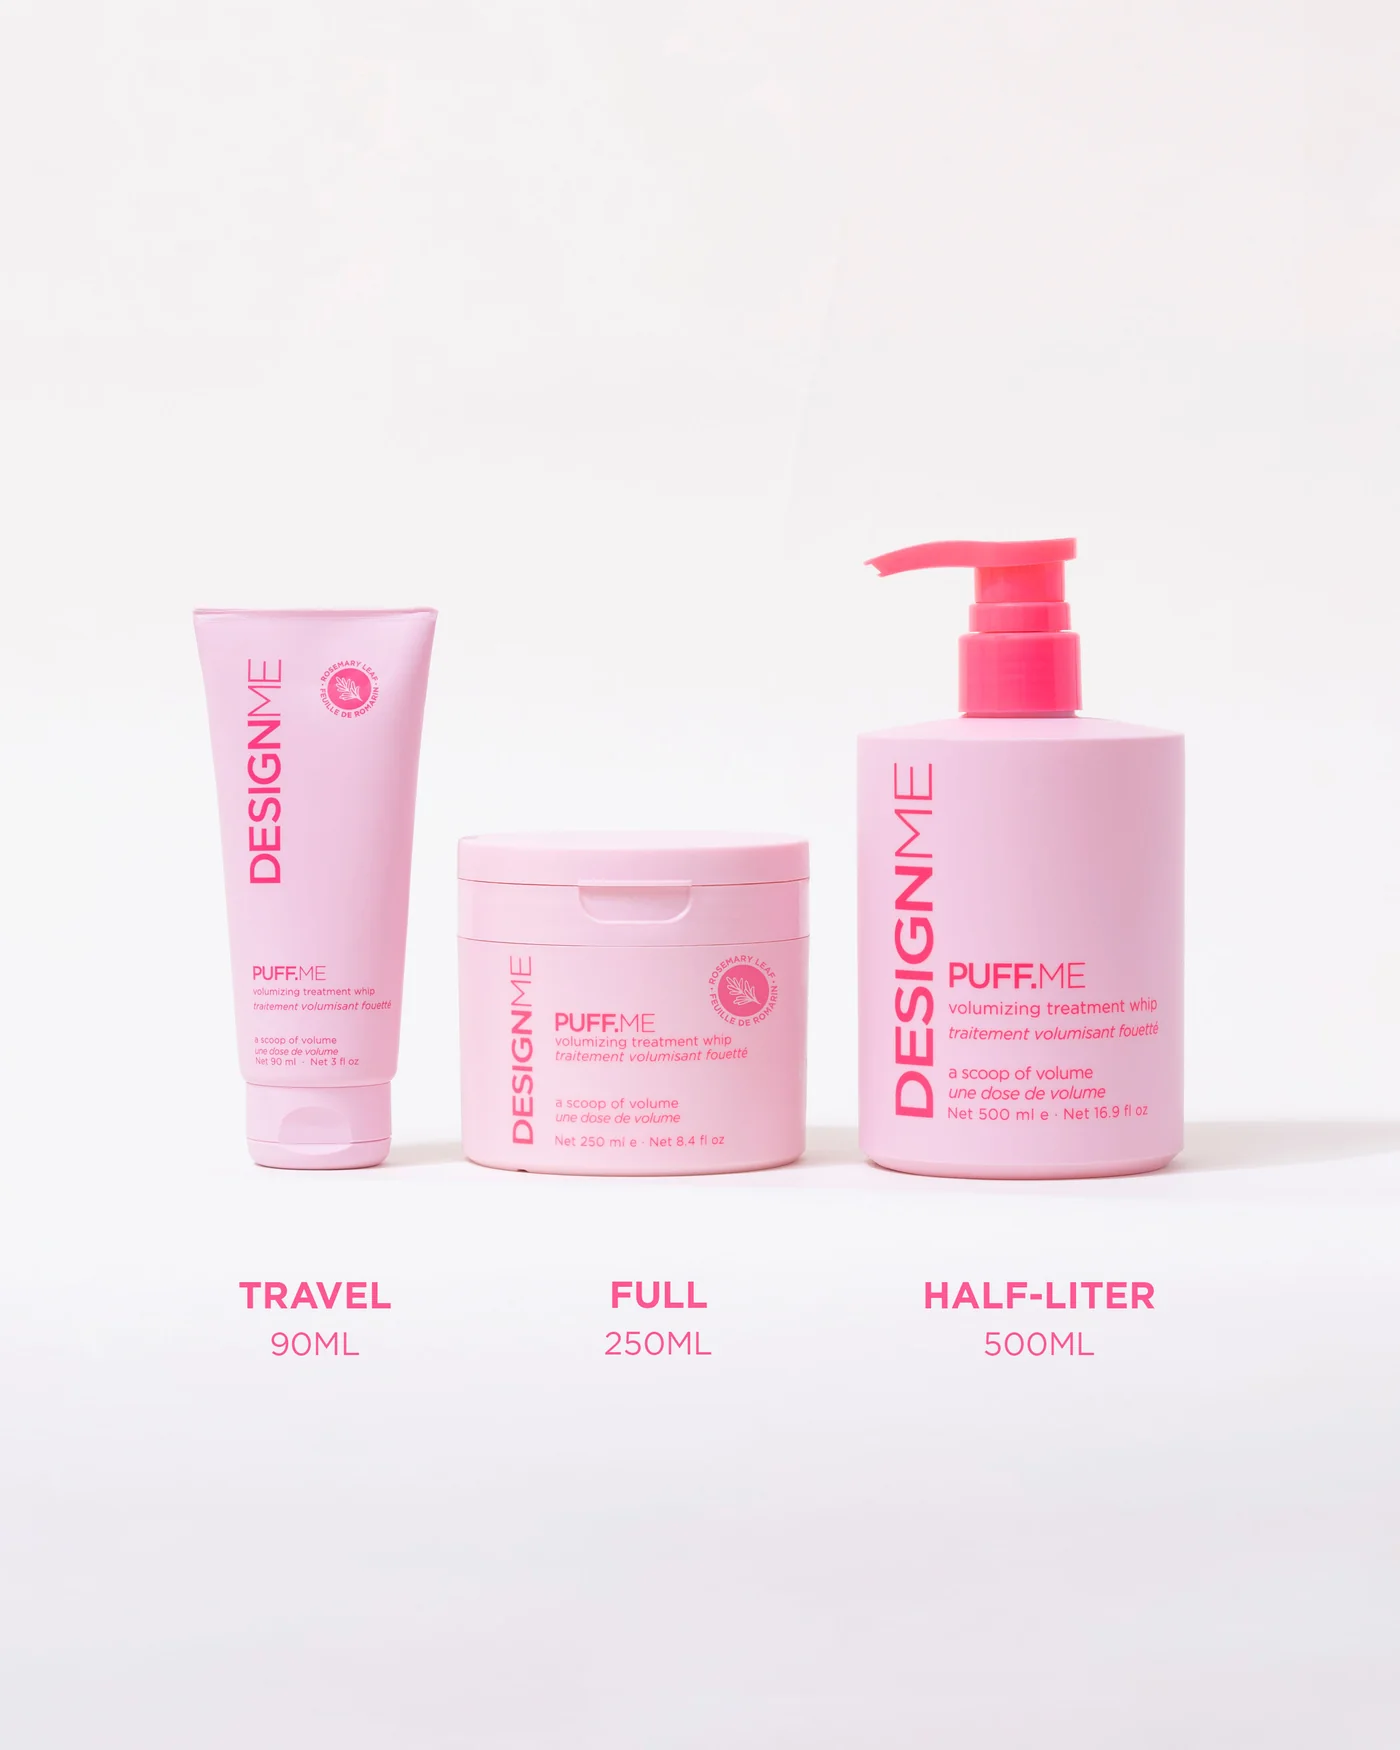 DESIGNME
ROSEMARY LEAF · FEUILLE DE ROMARIN ·
PUFF.ME
volumizing treatment whip
traitement volumisant fouetté
a scoop of volume
une dose de volume
Net 90 ml · Net 3 fl oz
DESIGNME
ROSEMARY LEAF · FEUILLE DE ROMARIN ·
PUFF.ME
volumizing treatment whip
traitement volumisant fouetté
a scoop of volume
une dose de volume
Net 250 ml e · Net 8.4 fl oz
DESIGNME
PUFF.ME
volumizing treatment whip
traitement volumisant fouetté
a scoop of volume
une dose de volume
Net 500 ml e · Net 16.9 fl oz
TRAVEL
90ML
FULL
250ML
HALF-LITER
500ML